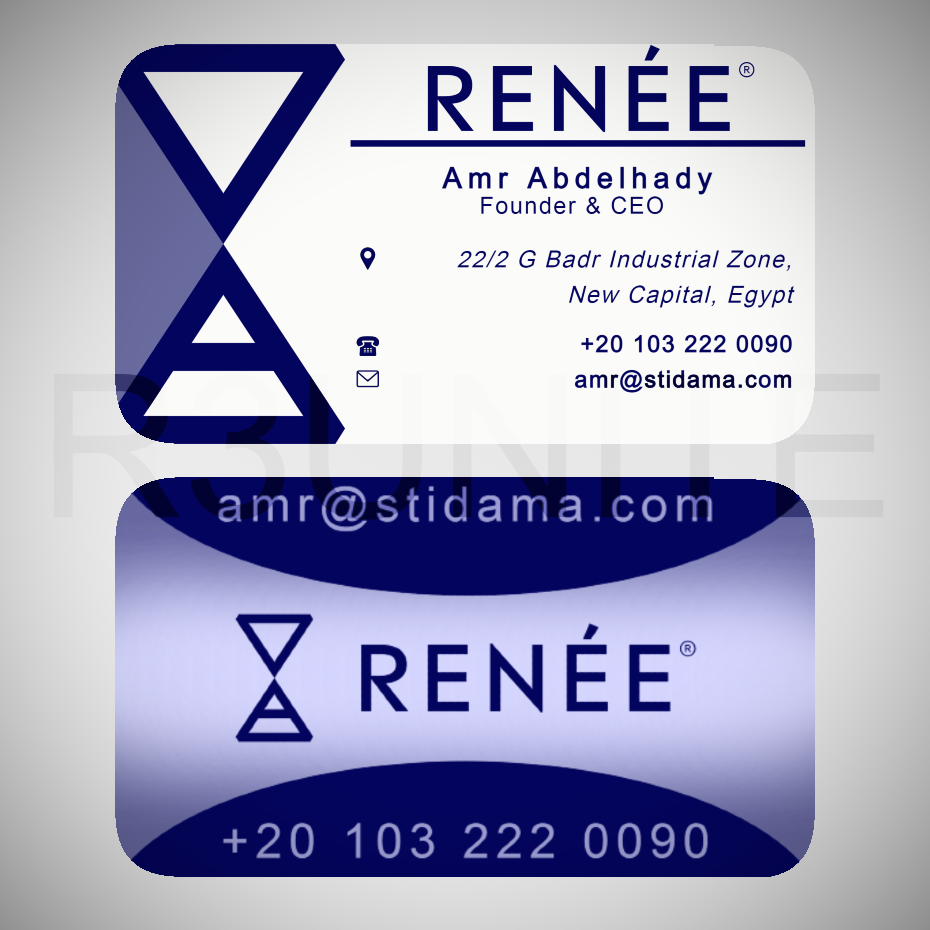 RENÉE®
Amr Abdelhady
Founder & CEO
22/2 G Badr Industrial Zone,
New Capital, Egypt
+20 103 222 0090
amr@stidama.com
R3UNITE
amr@stidama.com
RENÉE®
+20 103 222 0090